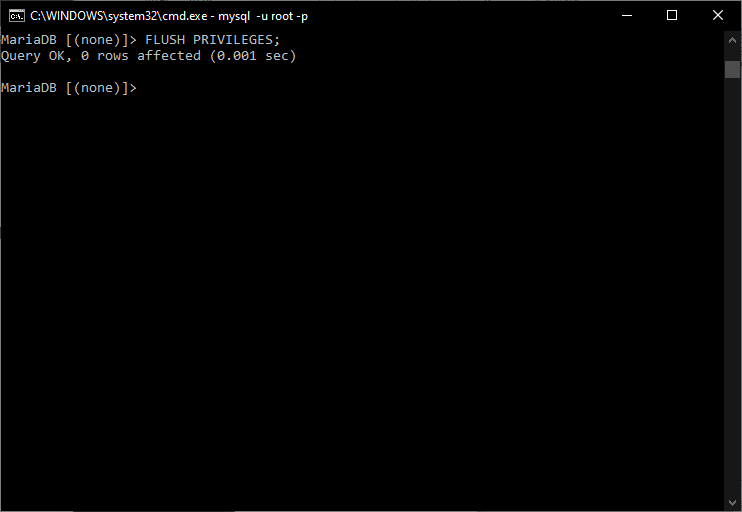 C:\WINDOWS\system32\cmd.exe - mysql  -u root -p
MariaDB [(none)]> FLUSH PRIVILEGES;
Query OK, 0 rows affected (0.001 sec)
MariaDB [(none)]>